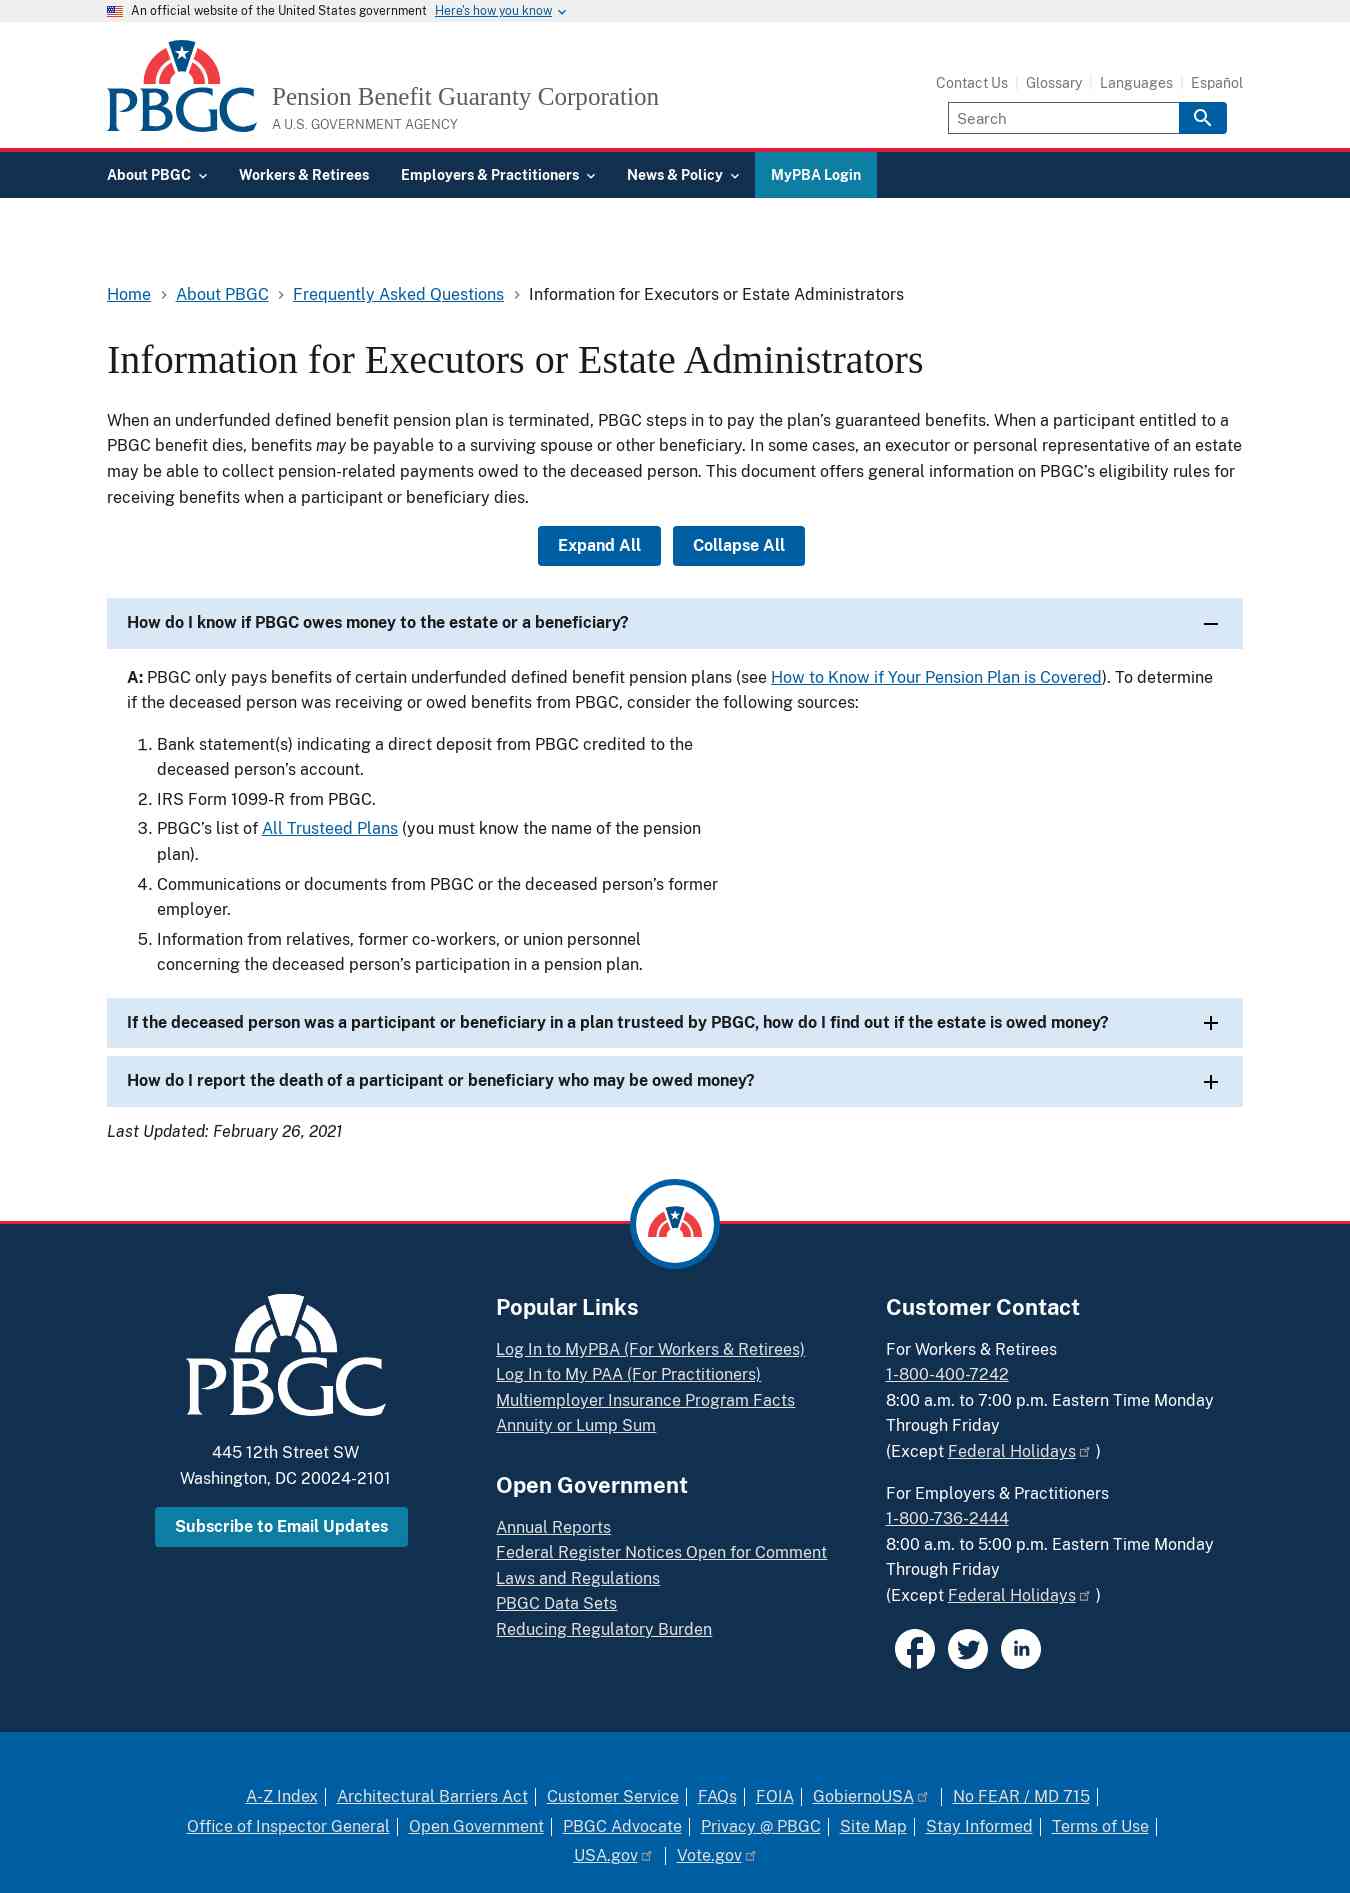 An official website of the United States government Here's how you know
PBGC
Pension Benefit Guaranty Corporation
A U.S. GOVERNMENT AGENCY
Contact Us Glossary Languages Español
Search
About PBGC Workers & Retirees Employers & Practitioners News & Policy MyPBA Login
Home About PBGC Frequently Asked Questions Information for Executors or Estate Administrators
Information for Executors or Estate Administrators
When an underfunded defined benefit pension plan is terminated, PBGC steps in to pay the plan’s guaranteed benefits. When a participant entitled to a
PBGC benefit dies, benefits may be payable to a surviving spouse or other beneficiary. In some cases, an executor or personal representative of an estate
may be able to collect pension-related payments owed to the deceased person. This document offers general information on PBGC’s eligibility rules for
receiving benefits when a participant or beneficiary dies.
Expand All Collapse All
How do I know if PBGC owes money to the estate or a beneficiary?
A: PBGC only pays benefits of certain underfunded defined benefit pension plans (see How to Know if Your Pension Plan is Covered). To determine
if the deceased person was receiving or owed benefits from PBGC, consider the following sources:
1. Bank statement(s) indicating a direct deposit from PBGC credited to the
deceased person’s account.
2. IRS Form 1099-R from PBGC.
3. PBGC’s list of All Trusteed Plans (you must know the name of the pension
plan).
4. Communications or documents from PBGC or the deceased person’s former
employer.
5. Information from relatives, former co-workers, or union personnel
concerning the deceased person’s participation in a pension plan.
If the deceased person was a participant or beneficiary in a plan trusteed by PBGC, how do I find out if the estate is owed money?
How do I report the death of a participant or beneficiary who may be owed money?
Last Updated: February 26, 2021
PBGC
445 12th Street SW
Washington, DC 20024-2101
Subscribe to Email Updates
Popular Links
Log In to MyPBA (For Workers & Retirees)
Log In to My PAA (For Practitioners)
Multiemployer Insurance Program Facts
Annuity or Lump Sum
Open Government
Annual Reports
Federal Register Notices Open for Comment
Laws and Regulations
PBGC Data Sets
Reducing Regulatory Burden
Customer Contact
For Workers & Retirees
1-800-400-7242
8:00 a.m. to 7:00 p.m. Eastern Time Monday
Through Friday
(Except Federal Holidays )
For Employers & Practitioners
1-800-736-2444
8:00 a.m. to 5:00 p.m. Eastern Time Monday
Through Friday
(Except Federal Holidays )
in
A-Z Index Architectural Barriers Act Customer Service FAQs FOIA GobiernoUSA No FEAR / MD 715
Office of Inspector General Open Government PBGC Advocate Privacy @ PBGC Site Map Stay Informed Terms of Use
USA.gov Vote.gov